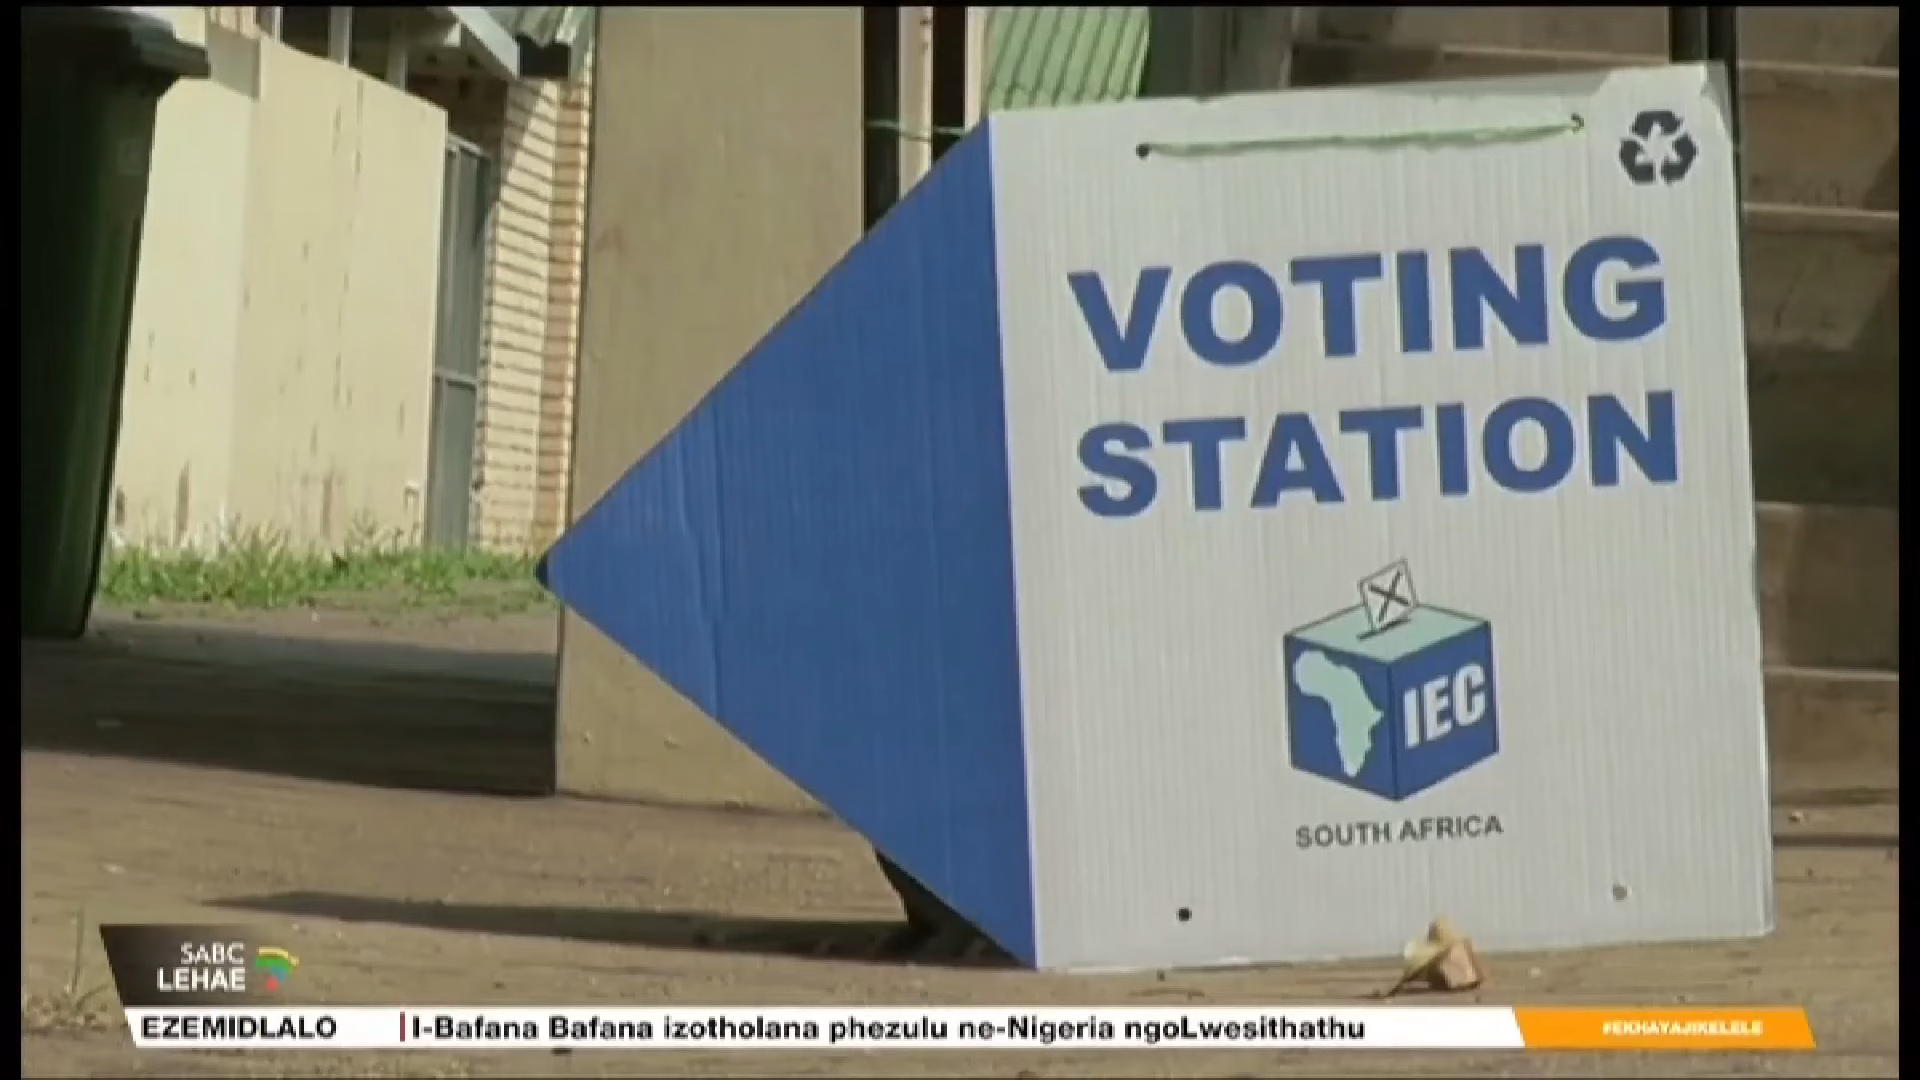 VOTING
STATION
IEC
SOUTH AFRICA
SABC
LEHAE
EZEMIDLALO
I-Bafana Bafana izotholana phezulu ne-Nigeria ngoLwesithathu
#EKHAYAJIKELELE